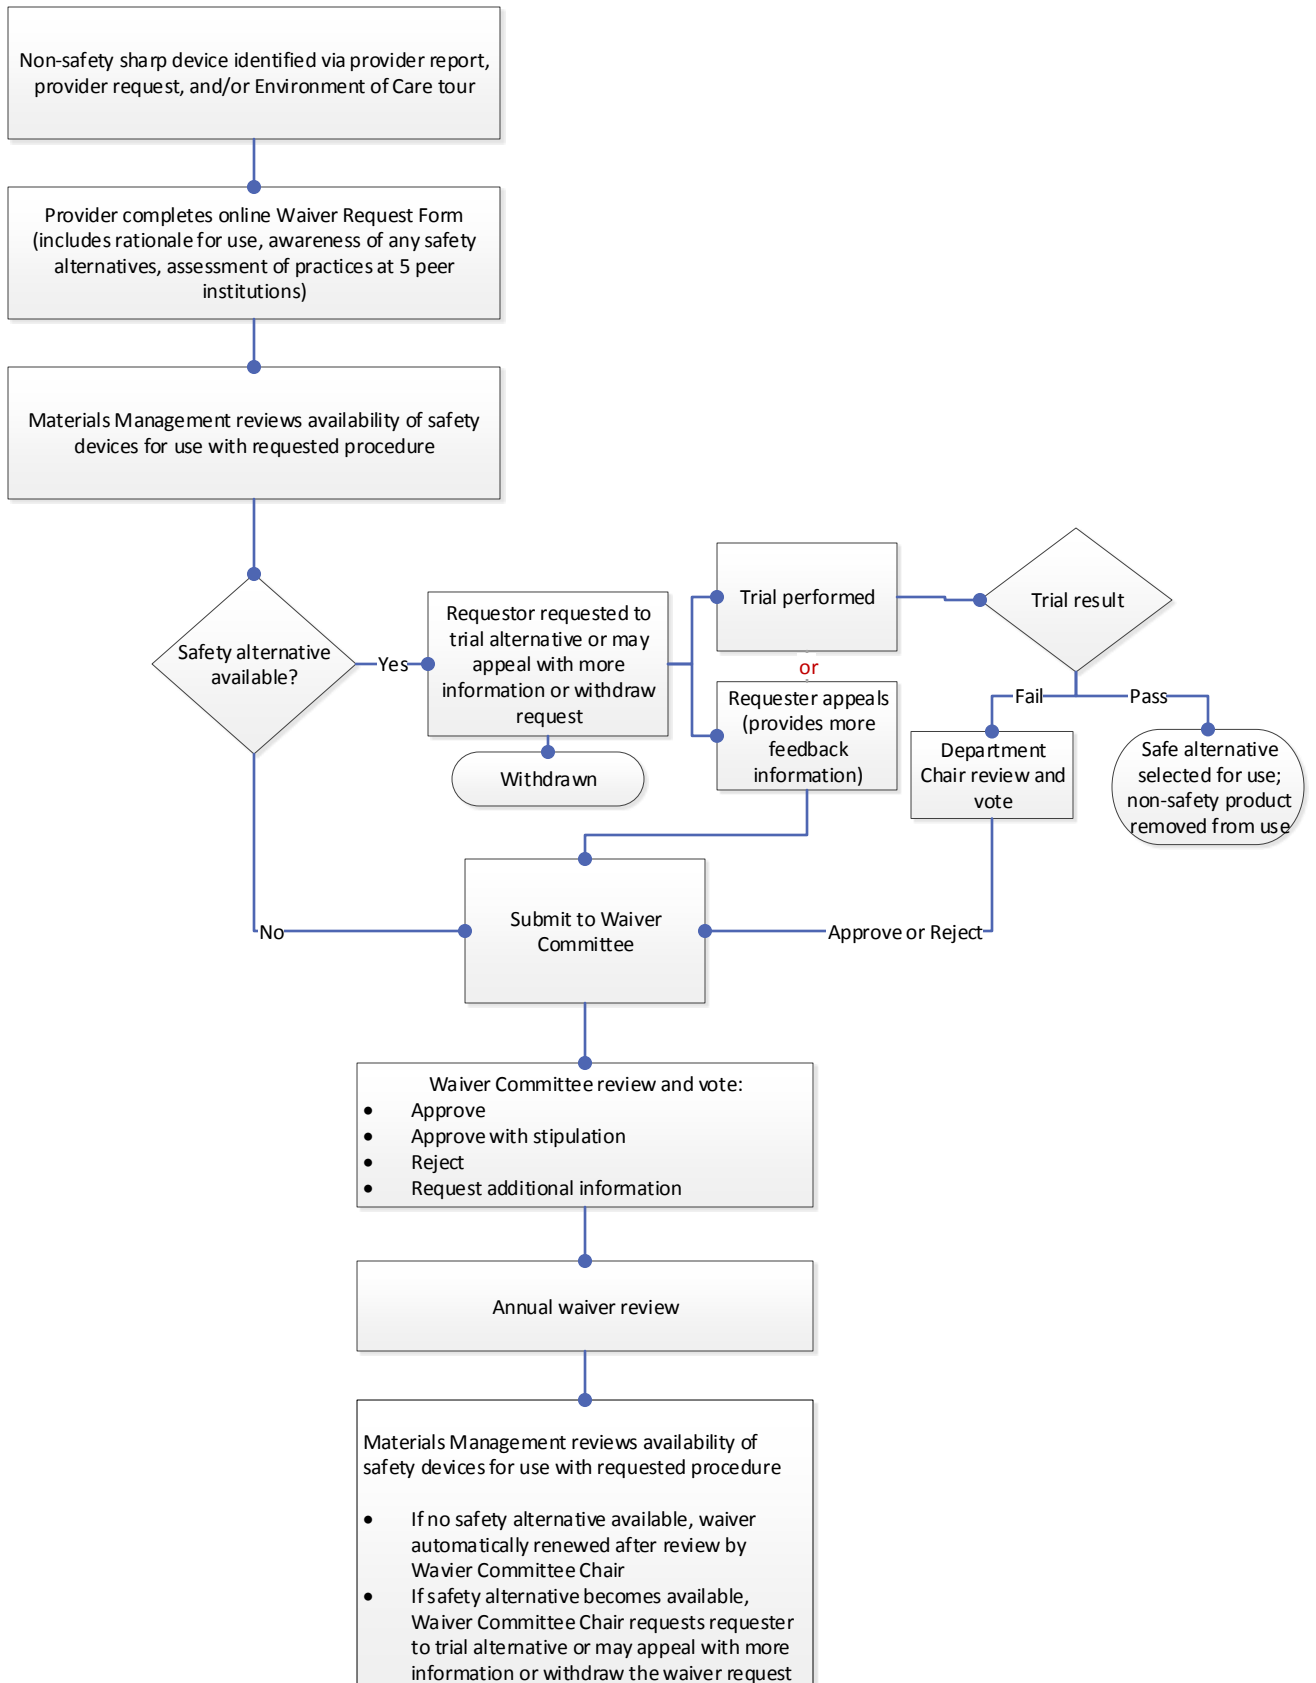 Non-safety sharp device identified via provider report,
provider request, and/or Environment of Care tour
Provider completes online Waiver Request Form
(includes rationale for use, awareness of any safety
alternatives, assessment of practices at 5 peer
institutions)
Materials Management reviews availability of safety
devices for use with requested procedure
Safety alternative
available?
Yes
Requestor requested to
trial alternative or may
appeal with more
information or withdraw
request
Withdrawn
Trial performed
or
Requester appeals
(provides more
feedback
information)
Trial result
Fail
Pass
Department
Chair review and
vote
Safe alternative
selected for use;
non-safety product
removed from use
No
Submit to Waiver
Committee
Approve or Reject
Waiver Committee review and vote:
• Approve
• Approve with stipulation
• Reject
• Request additional information
Annual waiver review
Materials Management reviews availability of
safety devices for use with requested procedure
• If no safety alternative available, waiver
automatically renewed after review by
Wavier Committee Chair
• If safety alternative becomes available,
Waiver Committee Chair requests requester
to trial alternative or may appeal with more
information or withdraw the waiver request